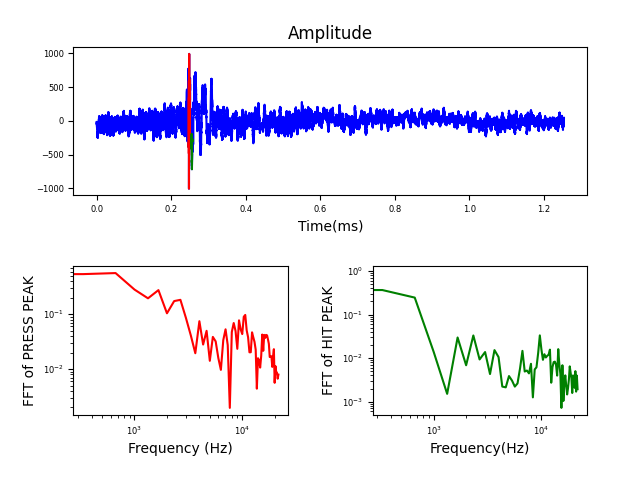 Amplitude
1000
500
0
−500
−1000
0.0 0.2 0.4 0.6 0.8 1.0 1.2
Time(ms)
FFT of PRESS PEAK
10⁻¹
10⁻²
10³ 10⁴
Frequency (Hz)
FFT of HIT PEAK
10⁰
10⁻¹
10⁻²
10⁻³
10³ 10⁴
Frequency(Hz)